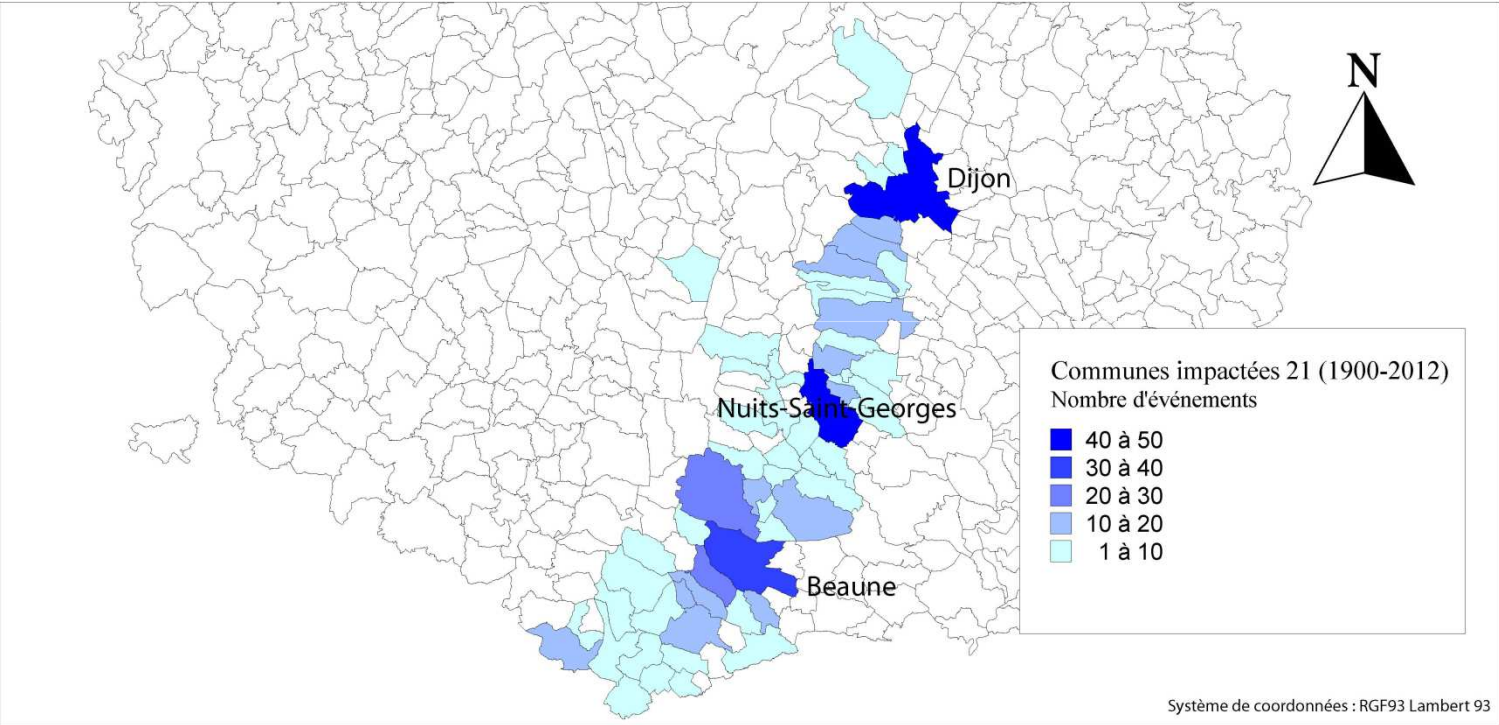 N
Dijon
Communes impactées 21 (1900-2012)
Nombre d'événements
40 à 50
30 à 40
20 à 30
10 à 20
1 à 10
Nuits-Saint-Georges
Beaune
Système de coordonnées : RGF93 Lambert 93